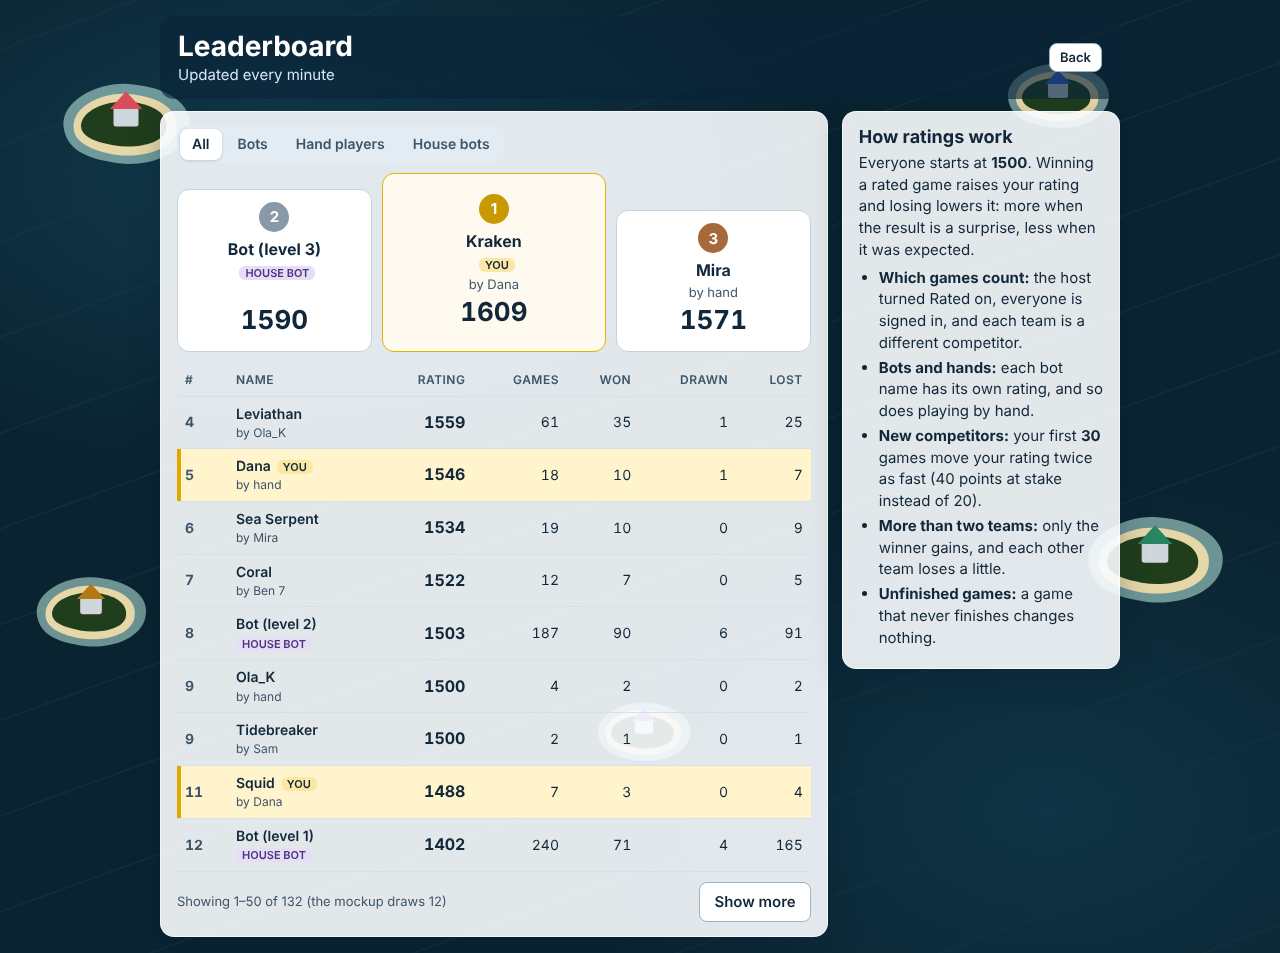 Leaderboard
Updated every minute
Back
All Bots Hand players House bots
2
Bot (level 3)
HOUSE BOT
1590
1
Kraken
YOU
by Dana
1609
3
Mira
by hand
1571
# NAME RATING GAMES WON DRAWN LOST
4 Leviathan 1559 61 35 1 25
by Ola_K
5 Dana YOU 1546 18 10 1 7
by hand
6 Sea Serpent 1534 19 10 0 9
by Mira
7 Coral 1522 12 7 0 5
by Ben 7
8 Bot (level 2) 1503 187 90 6 91
HOUSE BOT
9 Ola_K 1500 4 2 0 2
by hand
9 Tidebreaker 1500 2 1 0 1
by Sam
11 Squid YOU 1488 7 3 0 4
by Dana
12 Bot (level 1) 1402 240 71 4 165
HOUSE BOT
Showing 1–50 of 132 (the mockup draws 12)
Show more
How ratings work
Everyone starts at 1500. Winning
a rated game raises your rating
and losing lowers it: more when
the result is a surprise, less when
it was expected.
• Which games count: the host
turned Rated on, everyone is
signed in, and each team is a
different competitor.
• Bots and hands: each bot
name has its own rating, and so
does playing by hand.
• New competitors: your first 30
games move your rating twice
as fast (40 points at stake
instead of 20).
• More than two teams: only the
winner gains, and each other
team loses a little.
• Unfinished games: a game
that never finishes changes
nothing.